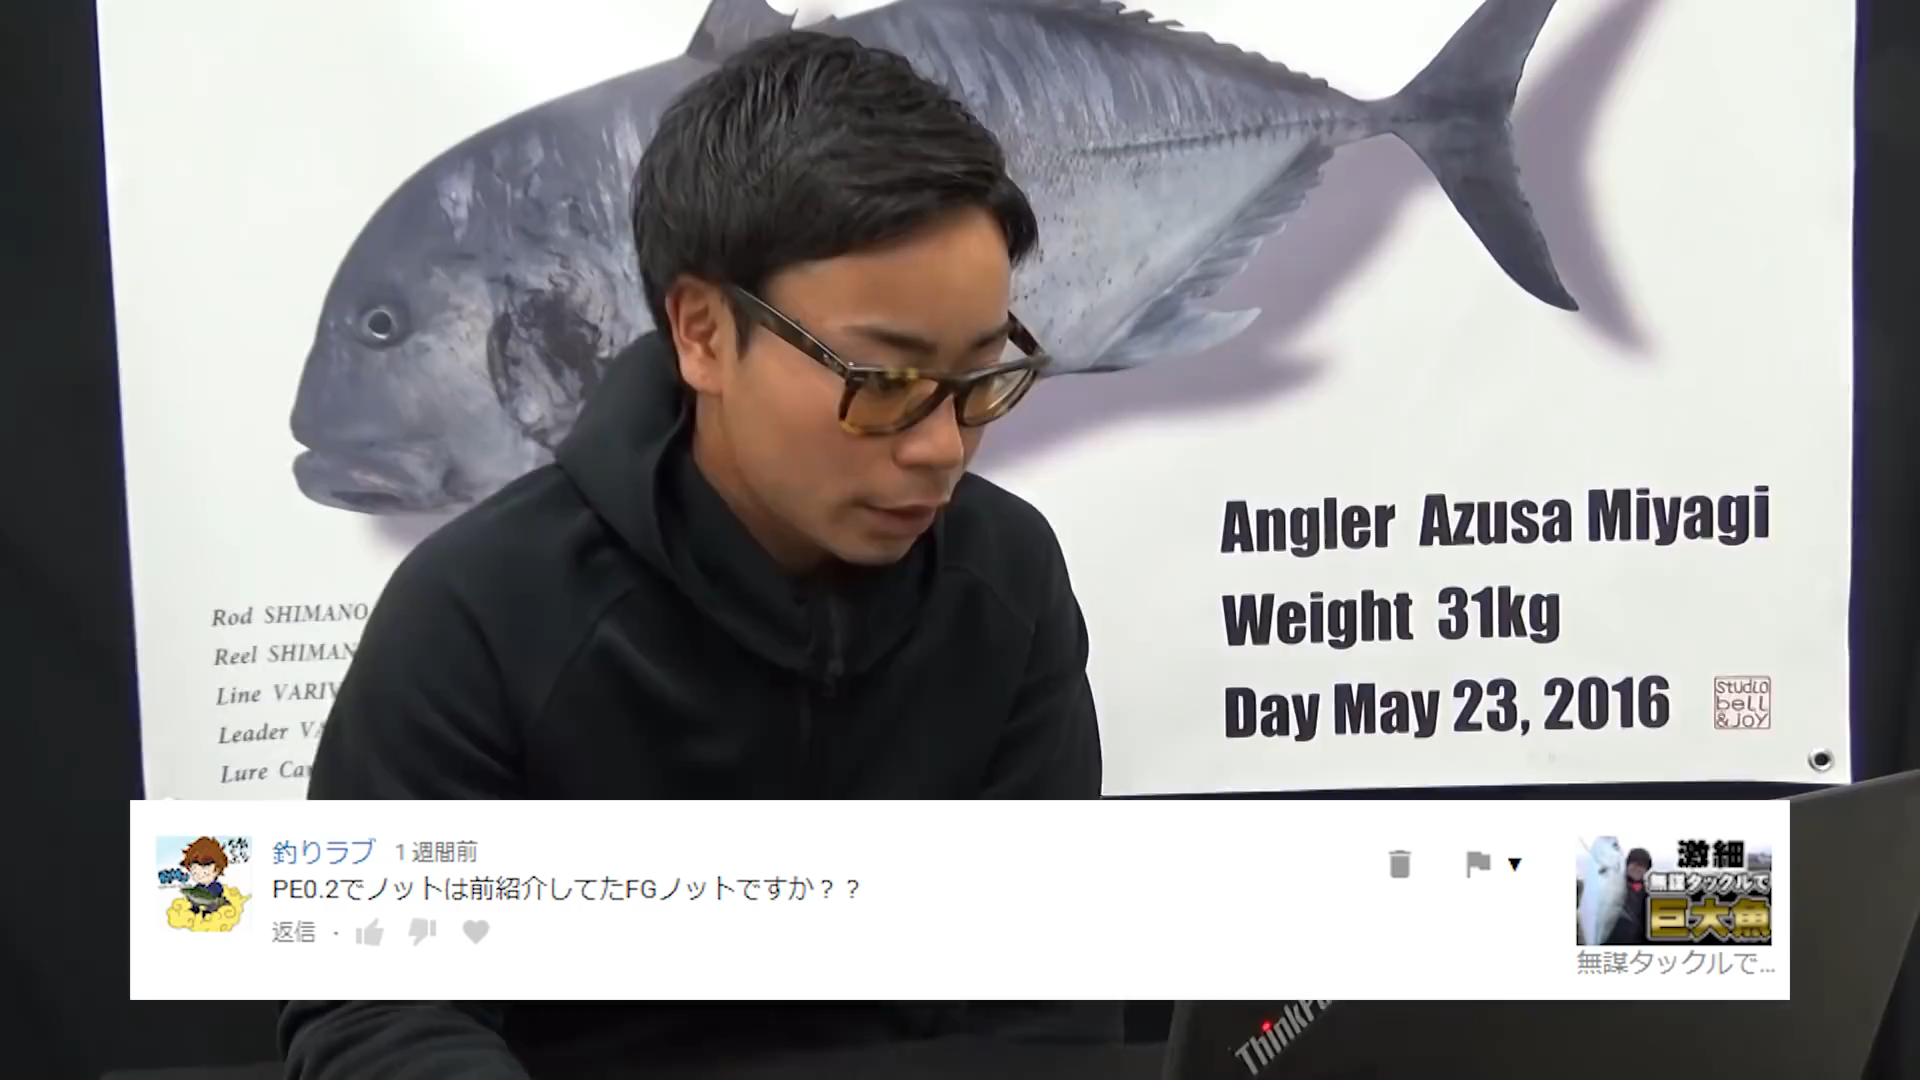 Angler Azusa Miyagi
Weight 31kg
Day May 23, 2016
studio
bell
&joy
Rod SHIMANO
Reel SHIMAN
Line VARIV
Leader VA
Lure Ca
釣りラブ 1 週間前
PE0.2でノットは前紹介してたFGノットですか？？
返信
激細
無謀タックルで
巨大魚
無謀タックルで...
ThinkPa